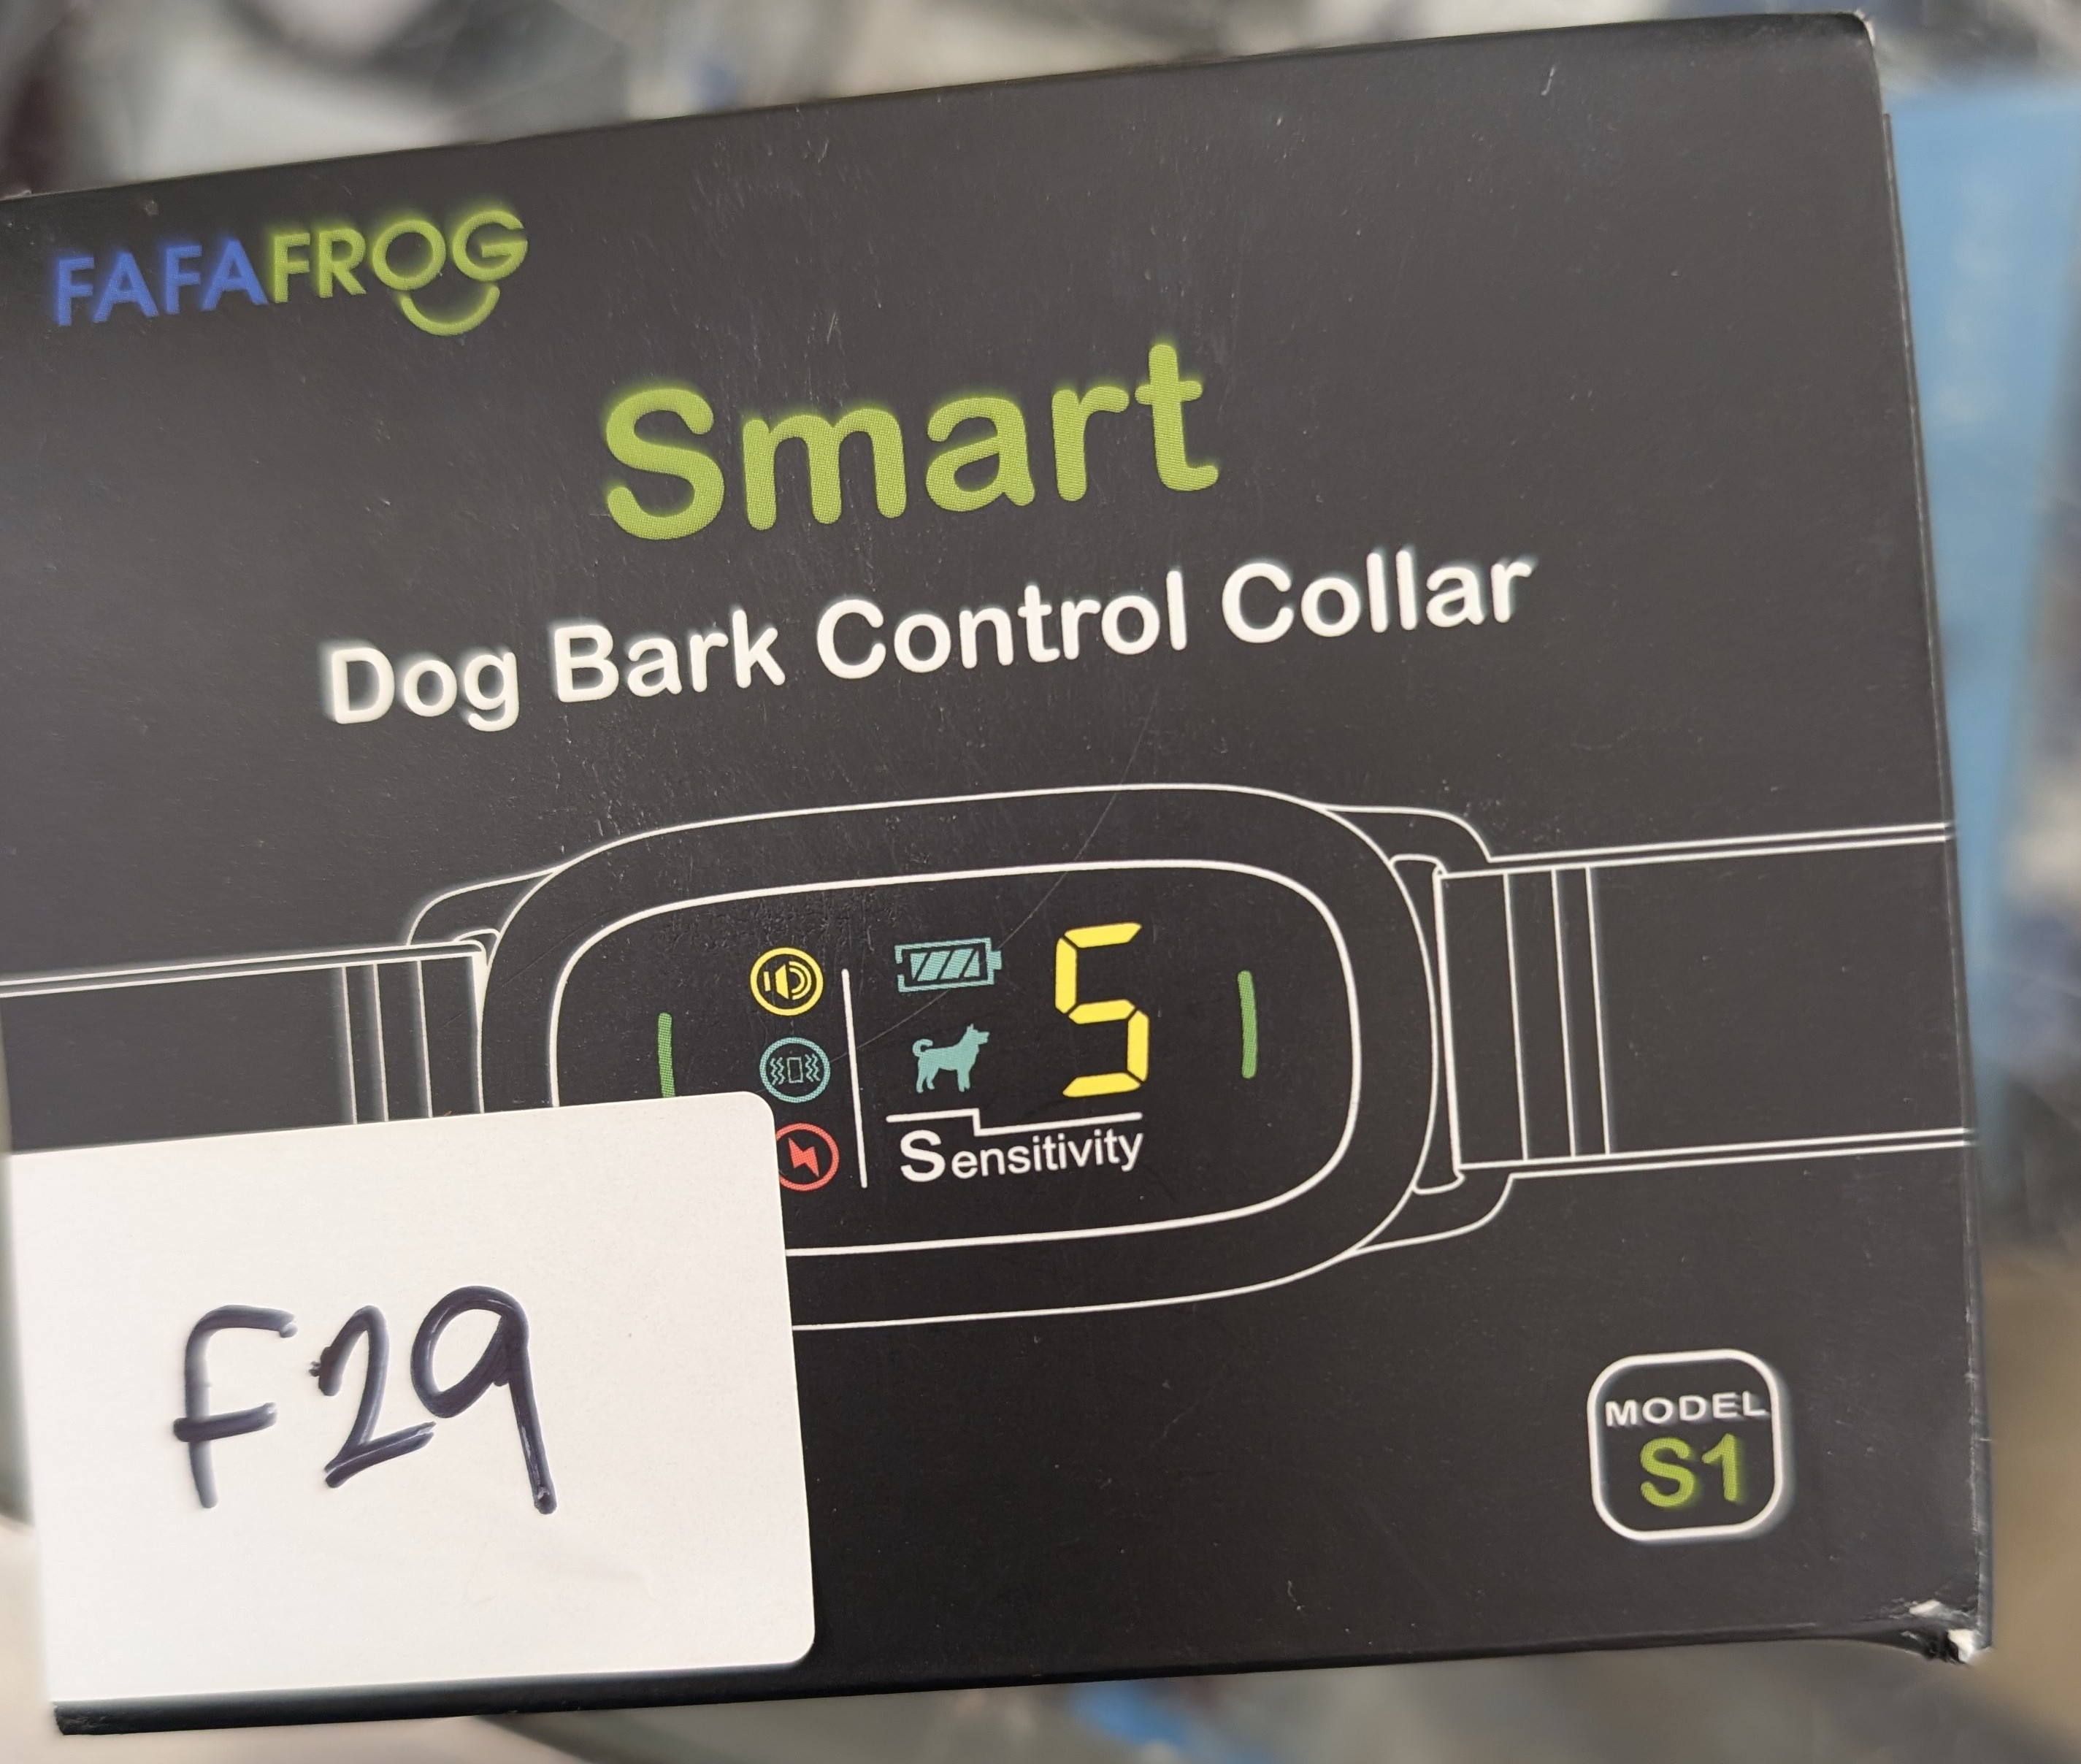 FAFAFROG
Smart
Dog Bark Control Collar
5
Sensitivity
F29
MODEL
S1